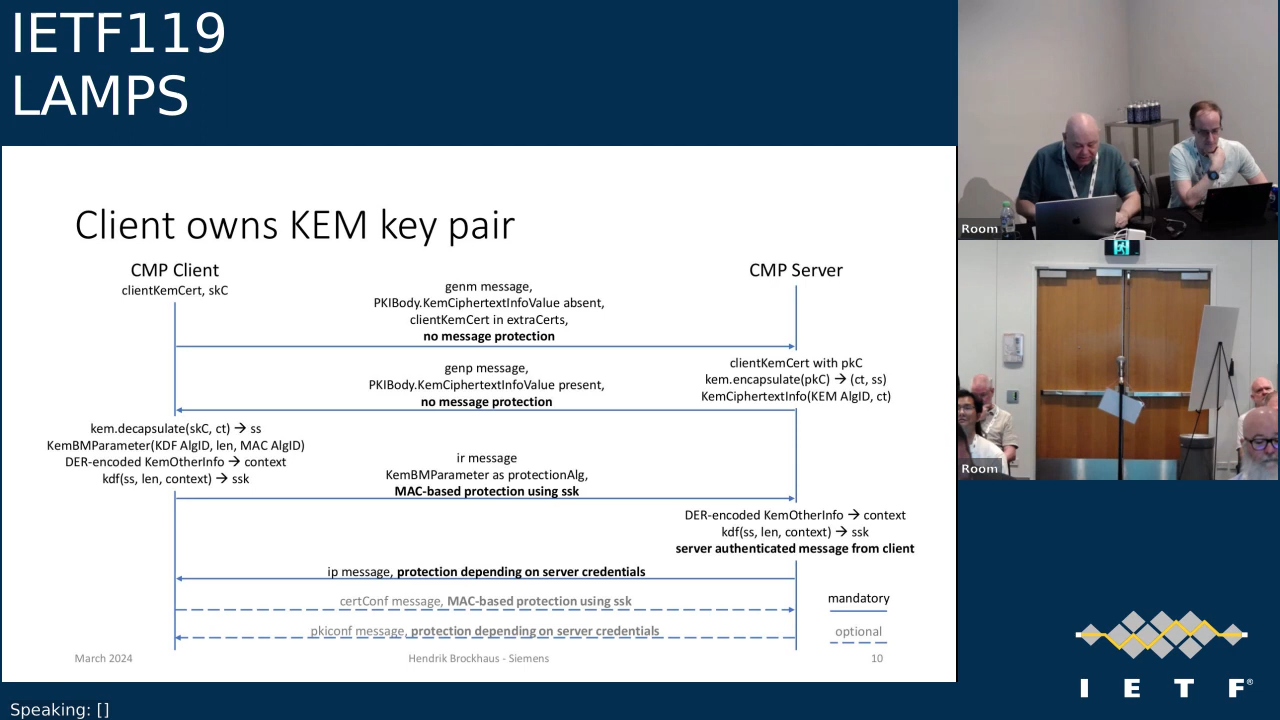 IETF119
LAMPS
Client owns KEM key pair
CMP Client
clientKemCert, skC
CMP Server
genm message,
PKIBody.KemCiphertextInfoValue absent,
clientKemCert in extraCerts,
no message protection
clientKemCert with pkC
kem.encapsulate(pkC) → (ct, ss)
KemCiphertextInfo(KEM AlgID, ct)
genp message,
PKIBody.KemCiphertextInfoValue present,
no message protection
kem.decapsulate(skC, ct) → ss
KemBMParameter(KDF AlgID, len, MAC AlgID)
DER-encoded KemOtherInfo → context
kdf(ss, len, context) → ssk
ir message
KemBMParameter as protectionAlg,
MAC-based protection using ssk
DER-encoded KemOtherInfo → context
kdf(ss, len, context) → ssk
server authenticated message from client
ip message, protection depending on server credentials
certConf message, MAC-based protection using ssk
pkiconf message, protection depending on server credentials
mandatory
optional
March 2024
Hendrik Brockhaus - Siemens
10
Room
Room
I E T F®
Speaking: []